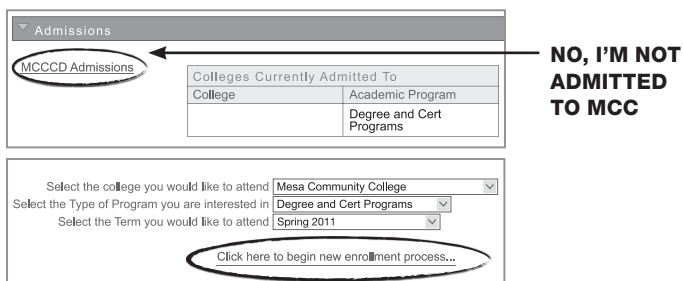 Admissions
MCCCD Admissions
Colleges Currently Admitted To
College Academic Program
Degree and Cert
Programs
NO, I'M NOT
ADMITTED
TO MCC
Select the college you would like to attend Mesa Community College
Select the Type of Program you are interested in Degree and Cert Programs
Select the Term you would like to attend Spring 2011
Click here to begin new enrollment process...